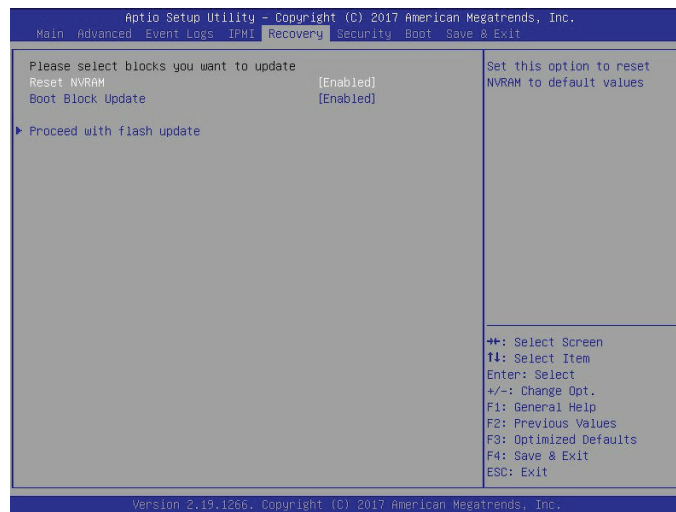 Aptio Setup Utility – Copyright (C) 2017 American Megatrends, Inc.
Main Advanced Event Logs IPMI Recovery Security Boot Save & Exit
Please select blocks you want to update
Reset NVRAM [Enabled]
Boot Block Update [Enabled]
Proceed with flash update
Set this option to reset
NVRAM to default values
→←: Select Screen
↑↓: Select Item
Enter: Select
+/-: Change Opt.
F1: General Help
F2: Previous Values
F3: Optimized Defaults
F4: Save & Exit
ESC: Exit
Version 2.19.1266. Copyright (C) 2017 American Megatrends, Inc.